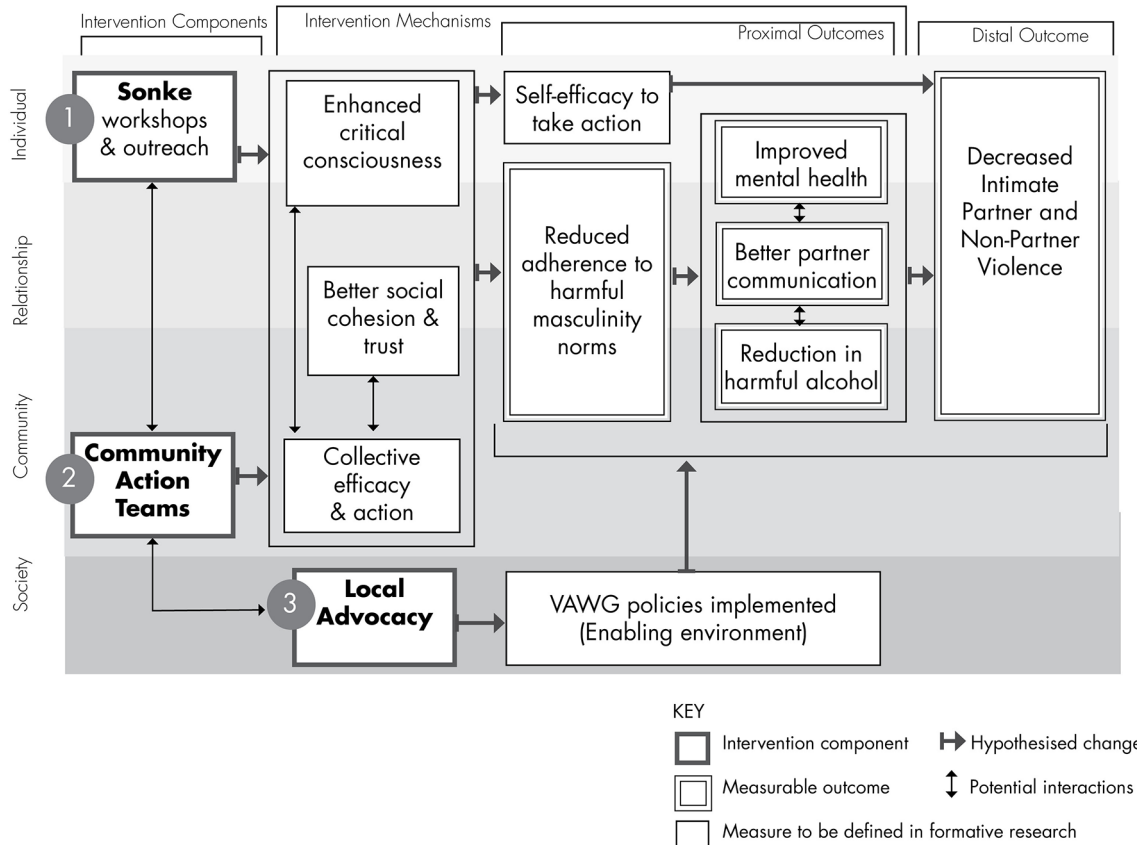 Intervention Components
Intervention Mechanisms
Proximal Outcomes
Distal Outcome
Individual
Relationship
Community
Society
1
Sonke
workshops
& outreach
2
Community
Action
Teams
3
Local
Advocacy
Enhanced
critical
consciousness
Better social
cohesion &
trust
Collective
efficacy
& action
Self-efficacy to
take action
Reduced
adherence to
harmful
masculinity
norms
Improved
mental health
Better partner
communication
Reduction in
harmful alcohol
Decreased
Intimate
Partner and
Non-Partner
Violence
VAWG policies implemented
(Enabling environment)
KEY
Intervention component
Hypothesised change
Measurable outcome
Potential interactions
Measure to be defined in formative research